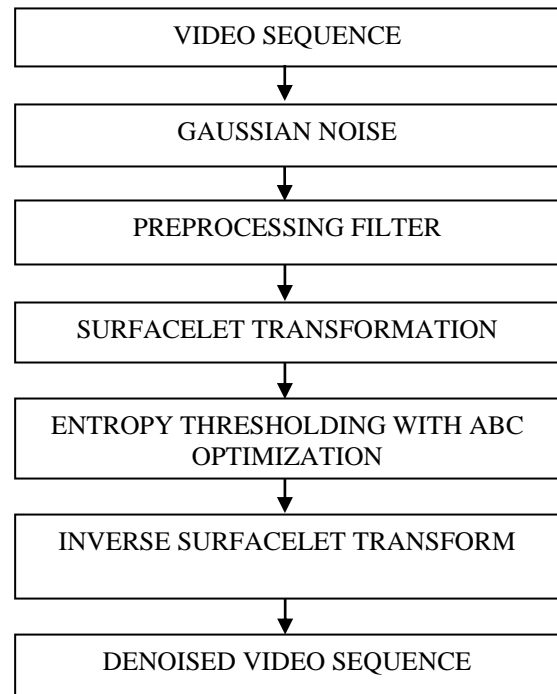 VIDEO SEQUENCE
GAUSSIAN NOISE
PREPROCESSING FILTER
SURFACELET TRANSFORMATION
ENTROPY THRESHOLDING WITH ABC
OPTIMIZATION
INVERSE SURFACELET TRANSFORM
DENOISED VIDEO SEQUENCE